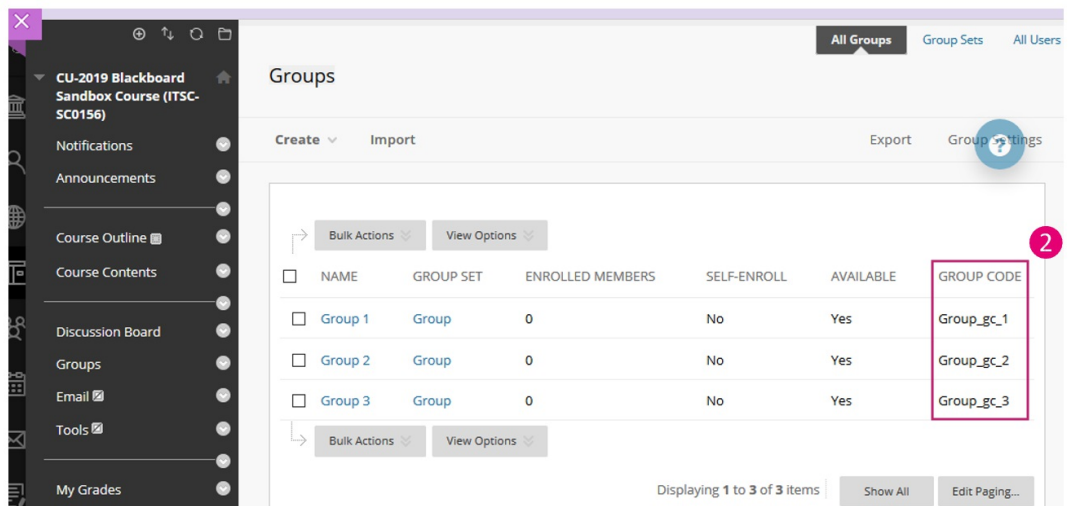 CU-2019 Blackboard
Sandbox Course (ITSC-
SC0156)
Notifications
Announcements
Course Outline
Course Contents
Discussion Board
Groups
Email
Tools
My Grades
All Groups Group Sets All Users
Groups
Create Import Export Group Settings
?
Bulk Actions View Options
2
NAME GROUP SET ENROLLED MEMBERS SELF-ENROLL AVAILABLE GROUP CODE
Group 1 Group 0 No Yes Group_gc_1
Group 2 Group 0 No Yes Group_gc_2
Group 3 Group 0 No Yes Group_gc_3
Bulk Actions View Options
Displaying 1 to 3 of 3 items Show All Edit Paging...